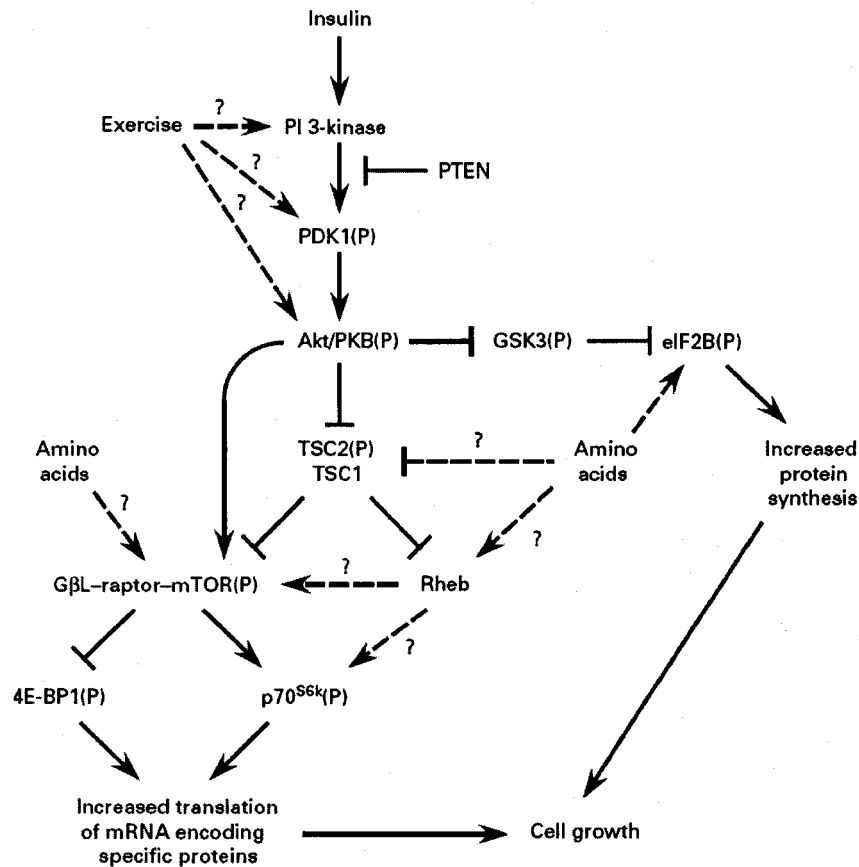 Insulin
Exercise
?
PI 3-kinase
?
PTEN
?
PDK1(P)
Akt/PKB(P)
GSK3(P)
eIF2B(P)
Amino
acids
TSC2(P)
TSC1
?
Amino
acids
Increased
protein
synthesis
?
?
GβL–raptor–mTOR(P)
?
Rheb
?
4E-BP1(P)
p70S6k(P)
Increased translation
of mRNA encoding
specific proteins
Cell growth